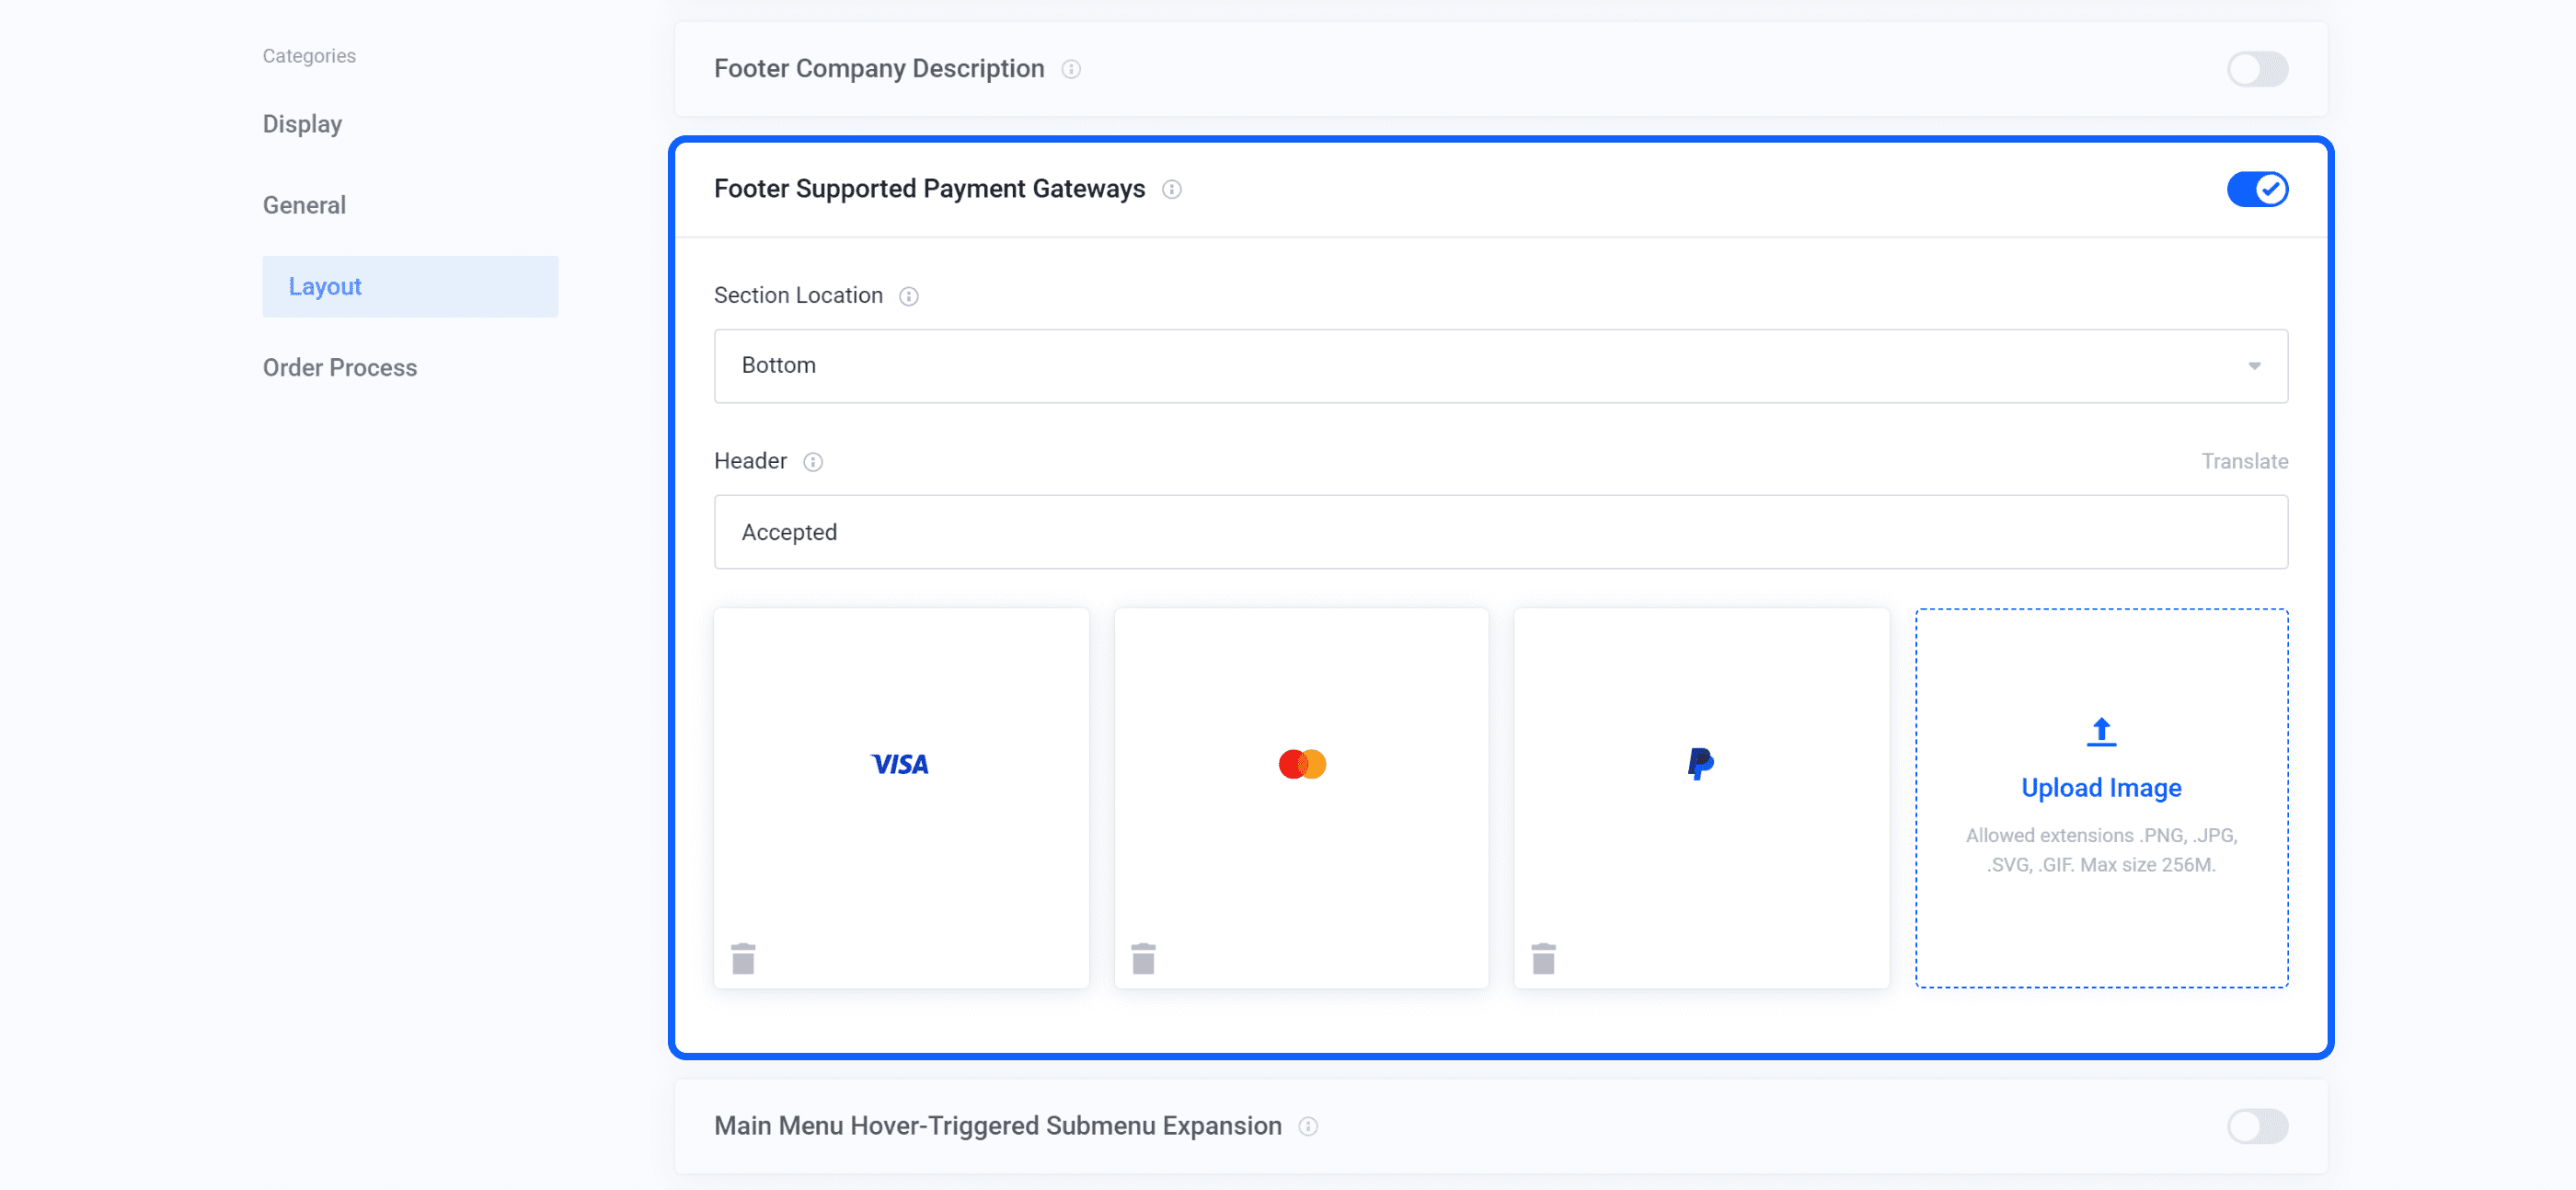 Categories
Display
General
Layout
Order Process
Footer Company Description
Footer Supported Payment Gateways
Section Location
Bottom
Header
Translate
Accepted
VISA
Upload Image
Allowed extensions .PNG, .JPG,
.SVG, .GIF. Max size 256M.
Main Menu Hover-Triggered Submenu Expansion